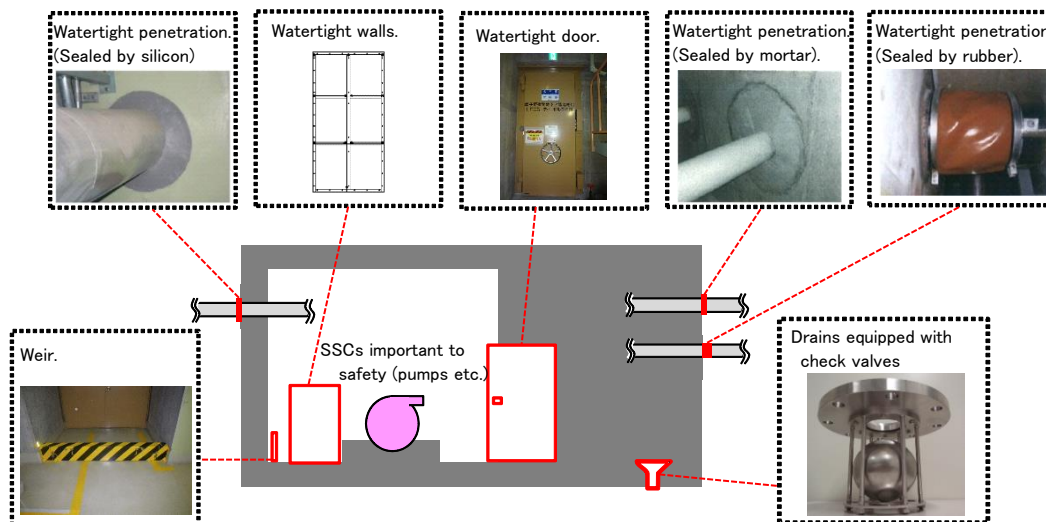 Watertight penetration.
(Sealed by silicon)
Watertight walls.
Watertight door.
Watertight penetration.
(Sealed by mortar).
Watertight penetration
(Sealed by rubber).
Weir.
SSCs important to
safety (pumps etc.)
Drains equipped with
check valves